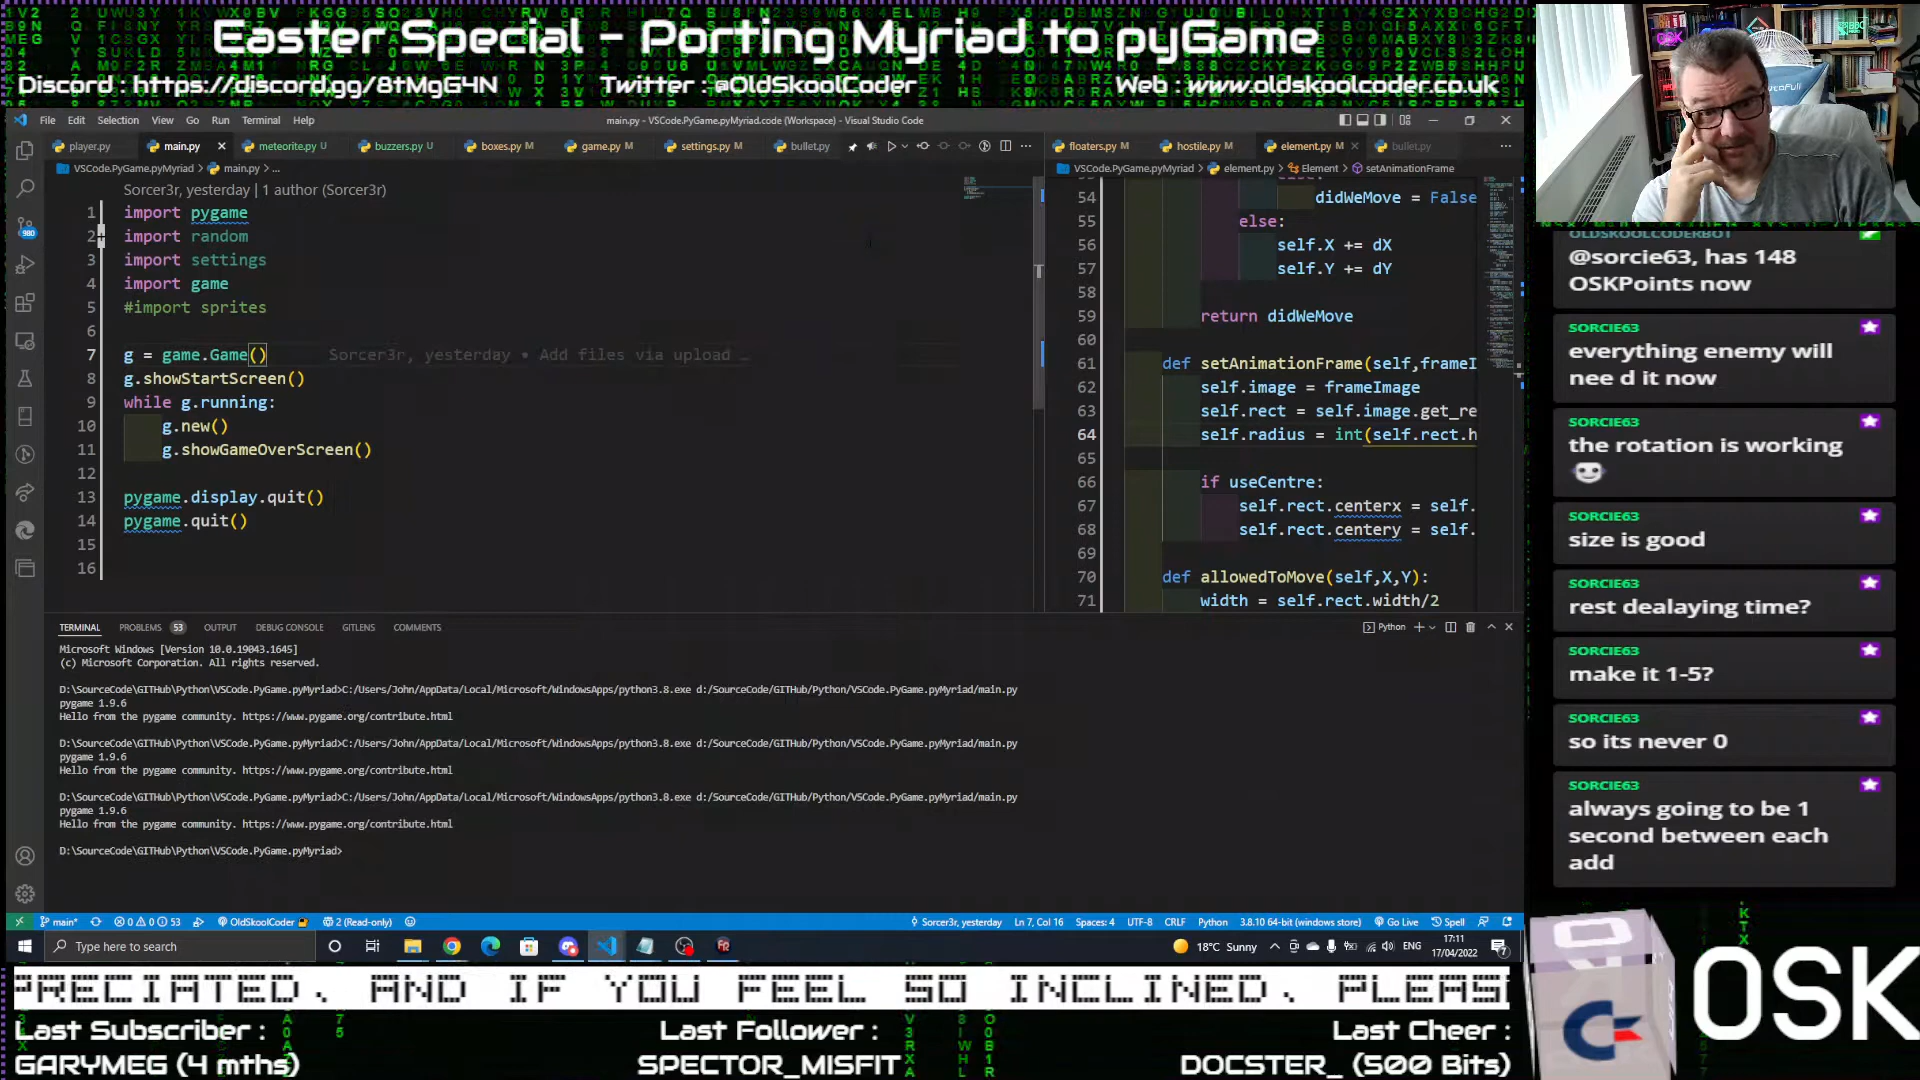 Easter Special - Porting Myriad to pyGame
Discord : https://discord.gg/8tMgG4N
Twitter : @OldSkoolCoder
Web : www.oldskoolcoder.co.uk
File Edit Selection View Go Run Terminal Help
main.py - VSCode.PyGame.pyMyriad.code (Workspace) - Visual Studio Code
player.py main.py meteorite.py U buzzers.py U boxes.py M game.py M settings.py M bullet.py
floaters.py M hostile.py M element.py M bullet.py
VSCode.PyGame.pyMyriad > main.py > ...
VSCode.PyGame.pyMyriad > element.py > Element > setAnimationFrame
Sorcer3r, yesterday | 1 author (Sorcer3r)
1 import pygame
2 import random
3 import settings
4 import game
5 #import sprites
6
7 g = game.Game() Sorcer3r, yesterday • Add files via upload …
8 g.showStartScreen()
9 while g.running:
10 g.new()
11 g.showGameOverScreen()
12
13 pygame.display.quit()
14 pygame.quit()
15
16
54 didWeMove = False
55 else:
56 self.X += dX
57 self.Y += dY
58
59 return didWeMove
60
61 def setAnimationFrame(self,frameI
62 self.image = frameImage
63 self.rect = self.image.get_re
64 self.radius = int(self.rect.h
65
66 if useCentre:
67 self.rect.centerx = self.
68 self.rect.centery = self.
69
70 def allowedToMove(self,X,Y):
71 width = self.rect.width/2
TERMINAL PROBLEMS 53 OUTPUT DEBUG CONSOLE GITLENS COMMENTS
Python
Microsoft Windows [Version 10.0.19043.1645]
(c) Microsoft Corporation. All rights reserved.
D:\SourceCode\GITHub\Python\VSCode.PyGame.pyMyriad>C:/Users/John/AppData/Local/Microsoft/WindowsApps/python3.8.exe d:/SourceCode/GITHub/Python/VSCode.PyGame.pyMyriad/main.py
pygame 1.9.6
Hello from the pygame community. https://www.pygame.org/contribute.html
D:\SourceCode\GITHub\Python\VSCode.PyGame.pyMyriad>C:/Users/John/AppData/Local/Microsoft/WindowsApps/python3.8.exe d:/SourceCode/GITHub/Python/VSCode.PyGame.pyMyriad/main.py
pygame 1.9.6
Hello from the pygame community. https://www.pygame.org/contribute.html
D:\SourceCode\GITHub\Python\VSCode.PyGame.pyMyriad>C:/Users/John/AppData/Local/Microsoft/WindowsApps/python3.8.exe d:/SourceCode/GITHub/Python/VSCode.PyGame.pyMyriad/main.py
pygame 1.9.6
Hello from the pygame community. https://www.pygame.org/contribute.html
D:\SourceCode\GITHub\Python\VSCode.PyGame.pyMyriad>
main* 0 0 53 OldSkoolCoder 2 (Read-only)
Sorcer3r, yesterday Ln 7, Col 16 Spaces: 4 UTF-8 CRLF Python 3.8.10 64-bit (windows store) Go Live Spell
Type here to search
18°C Sunny ENG 17:11
17/04/2022
OLDSKOOLCODERBOT
@sorcie63, has 148
OSKPoints now
SORCIE63
everything enemy will
nee d it now
SORCIE63
the rotation is working
SORCIE63
size is good
SORCIE63
rest dealaying time?
SORCIE63
make it 1-5?
SORCIE63
so its never 0
SORCIE63
always going to be 1
second between each
add
PRECIATED. AND IF YOU FEEL SO INCLINED. PLEAS
Last Subscriber :
GARYMEG (4 mths)
Last Follower :
SPECTOR_MISFIT
Last Cheer :
DOCSTER_ (500 Bits)
OSK